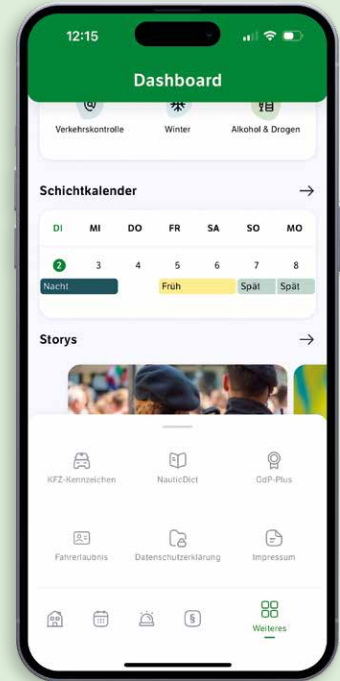 12:15
Dashboard
Verkehrskontrolle Winter Alkohol & Drogen
Schichtkalender
DI MI DO FR SA SO MO
2 3 4 5 6 7 8
Nacht Früh Spät Spät
Storys
KFZ-Kennzeichen NauticDict GdP-Plus
Fahrerlaubnis Datenschutzerklärung Impressum
§
Weiteres